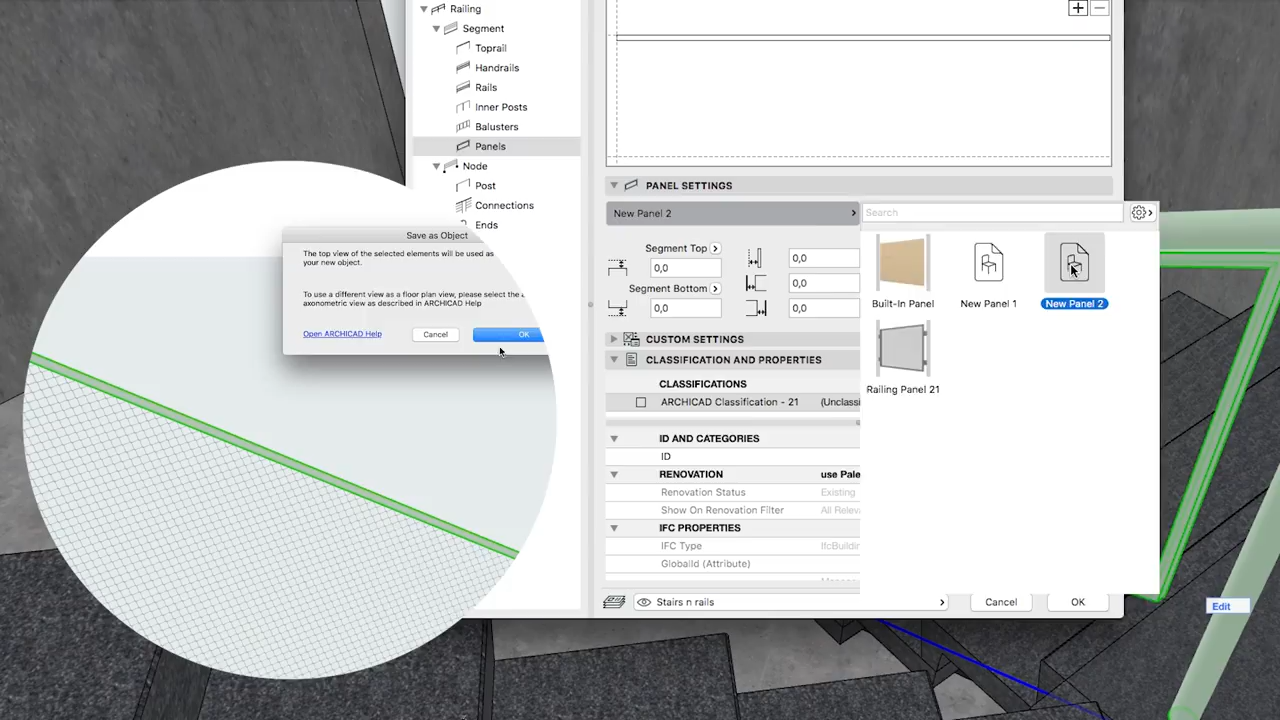 Railing
Segment
Toprail
Handrails
Rails
Inner Posts
Balusters
Panels
Node
Post
Connections
Ends
Save as Object
The top view of the selected elements will be used as
your new object.
To use a different view as a floor plan view, please select the
axonometric view as described in ARCHICAD Help
Open ARCHICAD Help
Cancel
OK
PANEL SETTINGS
New Panel 2
Segment Top
0,0
Segment Bottom
0,0
0,0
0,0
0,0
CUSTOM SETTINGS
CLASSIFICATION AND PROPERTIES
CLASSIFICATIONS
ARCHICAD Classification - 21 (Unclassi
ID AND CATEGORIES
ID
RENOVATION use Pale
Renovation Status Existing
Show On Renovation Filter All Relev
IFC PROPERTIES
IFC Type IfcBuildin
GlobalId (Attribute)
Search
Built-In Panel
New Panel 1
New Panel 2
Railing Panel 21
Stairs n rails
Cancel
OK
Edit